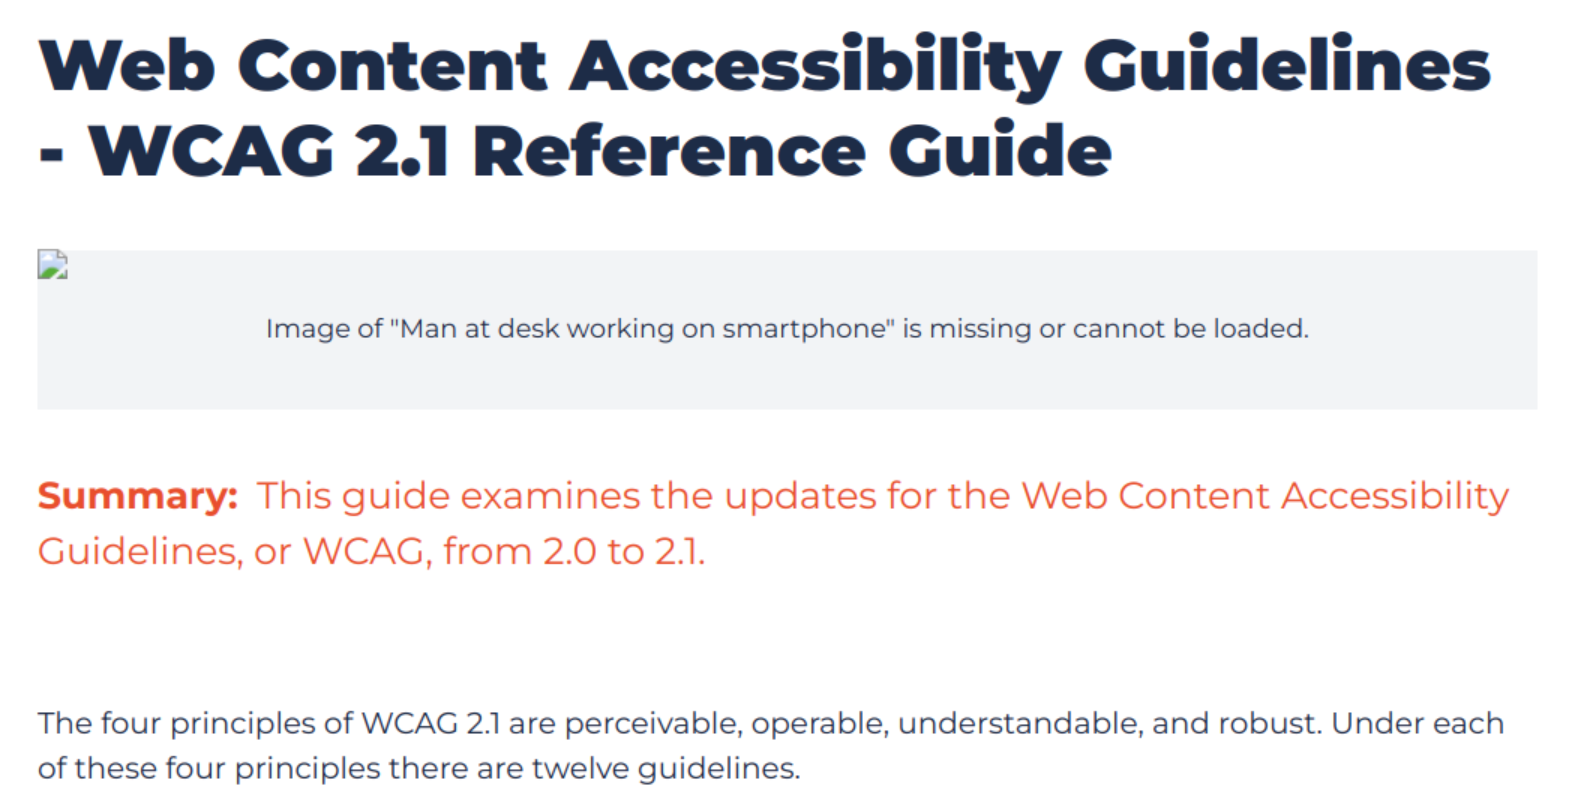 Web Content Accessibility Guidelines
- WCAG 2.1 Reference Guide
Image of "Man at desk working on smartphone" is missing or cannot be loaded.
Summary: This guide examines the updates for the Web Content Accessibility
Guidelines, or WCAG, from 2.0 to 2.1.
The four principles of WCAG 2.1 are perceivable, operable, understandable, and robust. Under each
of these four principles there are twelve guidelines.